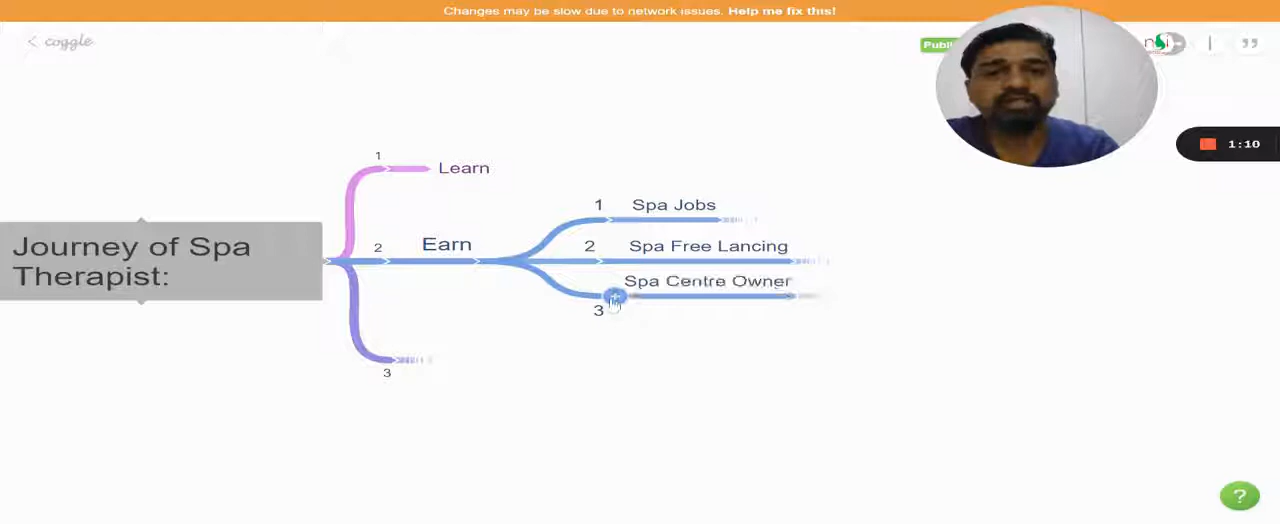 Changes may be slow due to network issues. Help me fix this!
< coggle
Publi
1:10
1
Learn
Journey of Spa
Therapist:
2
Earn
1
Spa Jobs
2
Spa Free Lancing
3
Spa Centre Owner
3
?